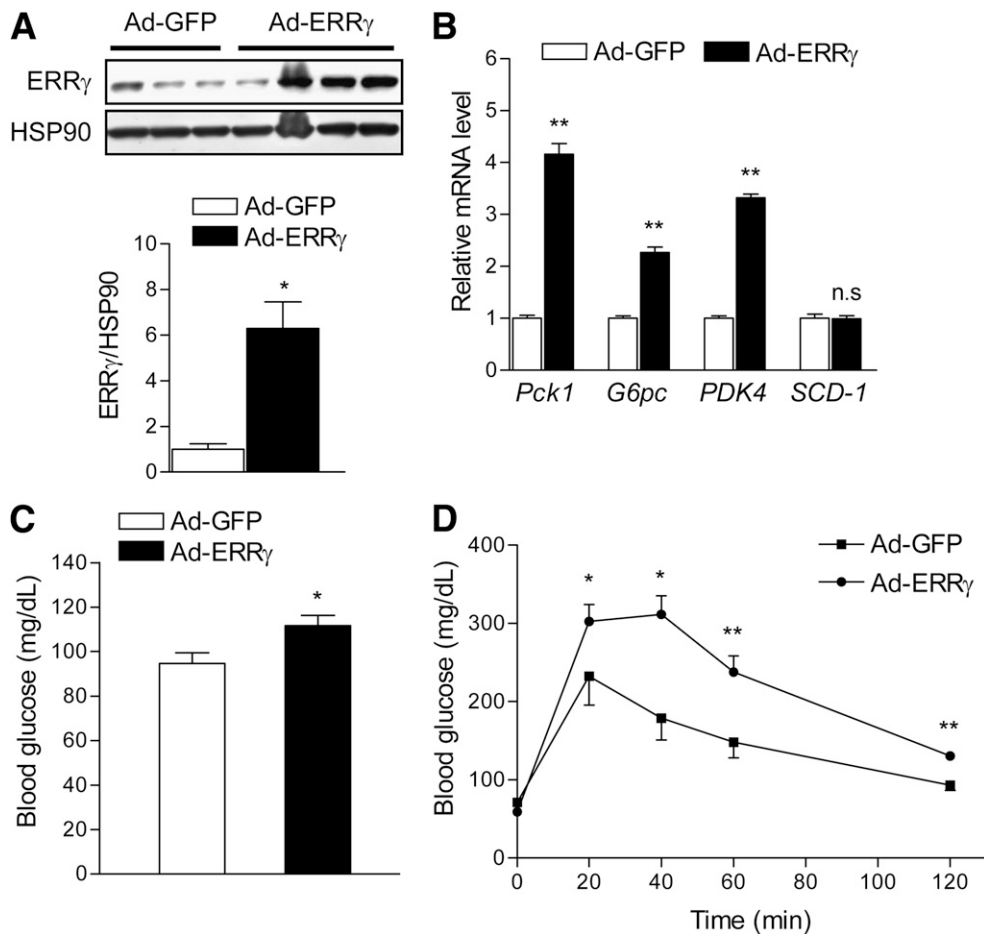 A
Ad-GFP Ad-ERRγ
ERRγ
HSP90
Ad-GFP
Ad-ERRγ
ERRγ/HSP90
10
8
6
4
2
0
*
B
Ad-GFP Ad-ERRγ
Relative mRNA level
6
5
4
3
2
1
0
** ** ** n.s
Pck1 G6pc PDK4 SCD-1
C
Ad-GFP
Ad-ERRγ
Blood glucose (mg/dL)
140
120
100
80
60
40
20
0
*
D
Ad-GFP
Ad-ERRγ
Blood glucose (mg/dL)
400
300
200
100
0
* * ** **
0 20 40 60 80 100 120
Time (min)